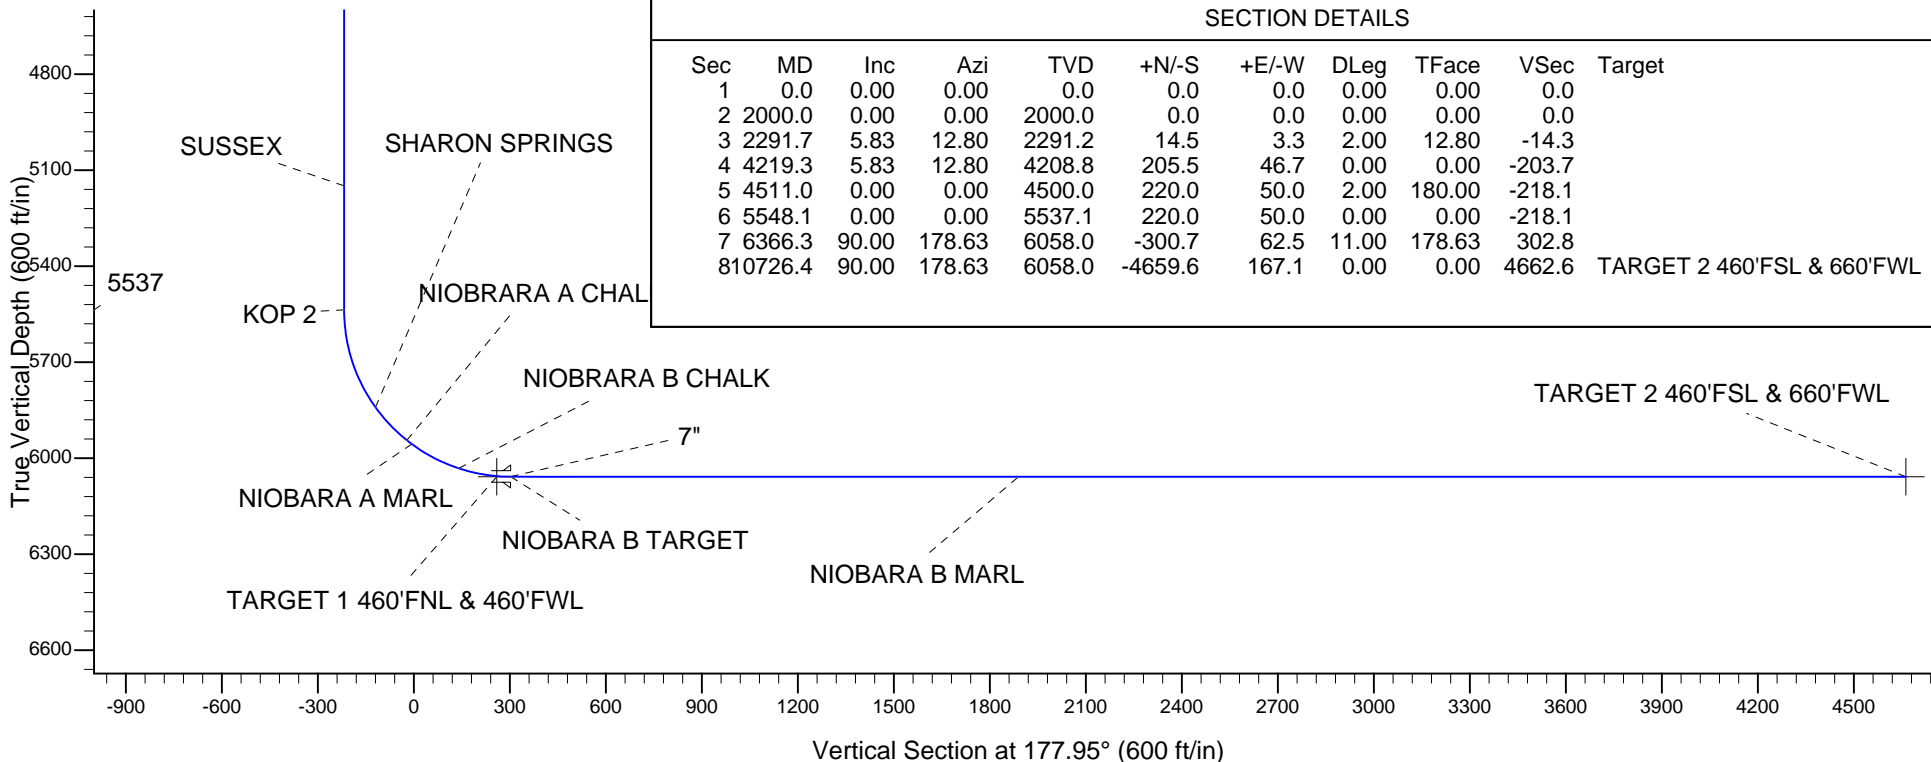 SECTION DETAILS
Sec MD Inc Azi TVD +N/-S +E/-W DLeg TFace VSec Target
1 0.0 0.00 0.00 0.0 0.0 0.0 0.00 0.00 0.0
2 2000.0 0.00 0.00 2000.0 0.0 0.0 0.00 0.00 0.0
3 2291.7 5.83 12.80 2291.2 14.5 3.3 2.00 12.80 -14.3
4 4219.3 5.83 12.80 4208.8 205.5 46.7 0.00 0.00 -203.7
5 4511.0 0.00 0.00 4500.0 220.0 50.0 2.00 180.00 -218.1
6 5548.1 0.00 0.00 5537.1 220.0 50.0 0.00 0.00 -218.1
7 6366.3 90.00 178.63 6058.0 -300.7 62.5 11.00 178.63 302.8
810726.4 90.00 178.63 6058.0 -4659.6 167.1 0.00 0.00 4662.6 TARGET 2 460'FSL & 660'FWL
True Vertical Depth (600 ft/in)
4800
5100
5400
5700
6000
6300
6600
SUSSEX
SHARON SPRINGS
5537
KOP 2
NIOBRARA A CHAL
NIOBRARA B CHALK
7"
TARGET 2 460'FSL & 660'FWL
NIOBARA A MARL
NIOBARA B TARGET
NIOBARA B MARL
TARGET 1 460'FNL & 460'FWL
-900 -600 -300 0 300 600 900 1200 1500 1800 2100 2400 2700 3000 3300 3600 3900 4200 4500
Vertical Section at 177.95° (600 ft/in)